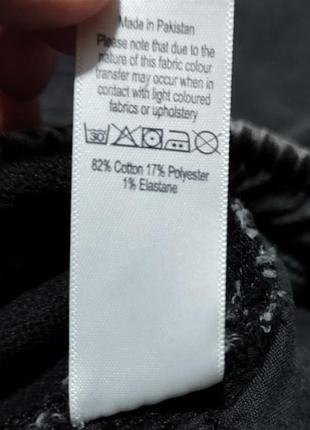 Made in Pakistan
Please note that due to the
nature of this fabric colour
transfer may occur when in
contact with light coloured
fabrics or upholstery
30
82% Cotton 17% Polyester
1% Elastane